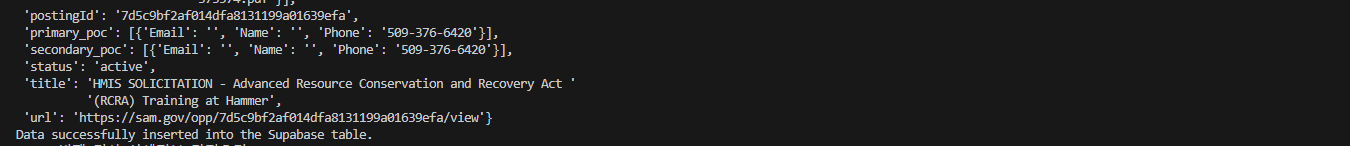 'postingId': '7d5c9bf2af014dfa8131199a01639efa',
'primary_poc': [{'Email': '', 'Name': '', 'Phone': '509-376-6420'}],
'secondary_poc': [{'Email': '', 'Name': '', 'Phone': '509-376-6420'}],
'status': 'active',
'title': 'HMIS SOLICITATION - Advanced Resource Conservation and Recovery Act '
'(RCRA) Training at Hammer',
'url': 'https://sam.gov/opp/7d5c9bf2af014dfa8131199a01639efa/view'}
Data successfully inserted into the Supabase table.